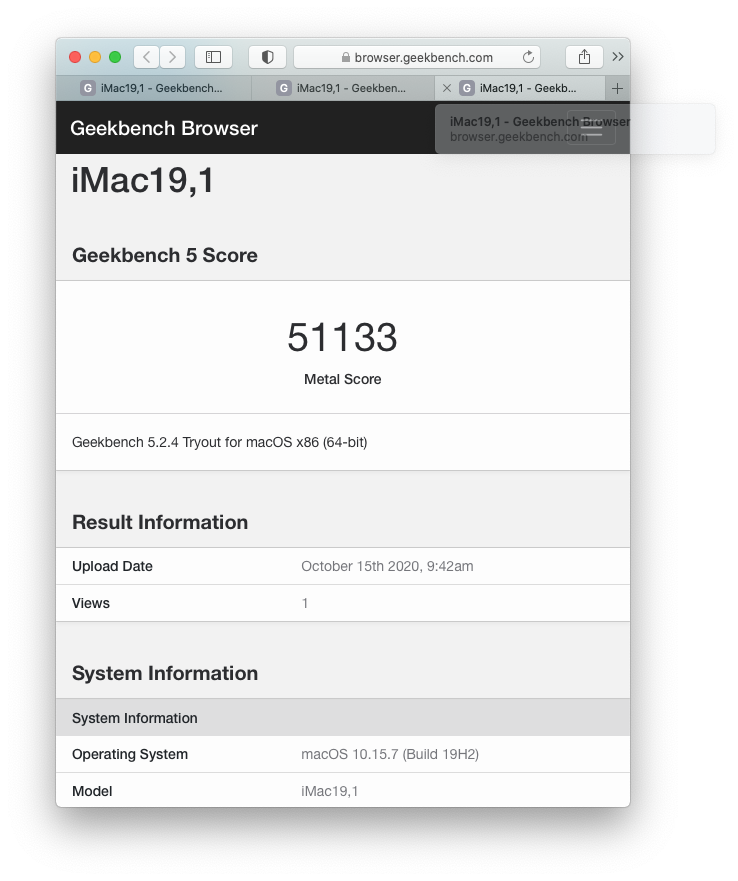 browser.geekbench.com
iMac19,1 - Geekbench...
iMac19,1 - Geekben...
iMac19,1 - Geekb...
Geekbench Browser
iMac19,1 - Geekbench Browser
browser.geekbench.com
iMac19,1
Geekbench 5 Score
51133
Metal Score
Geekbench 5.2.4 Tryout for macOS x86 (64-bit)
Result Information
Upload Date October 15th 2020, 9:42am
Views 1
System Information
System Information
Operating System macOS 10.15.7 (Build 19H2)
Model iMac19,1